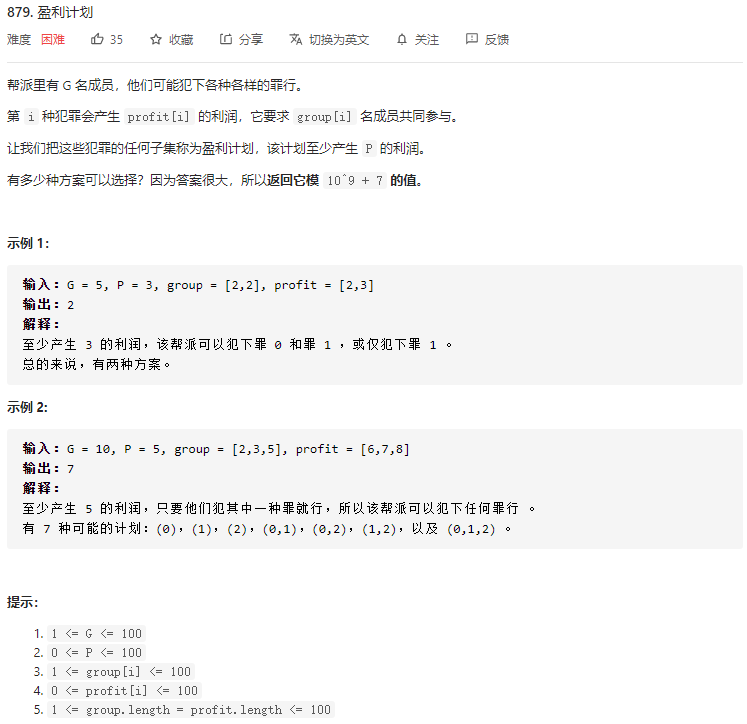 879. 盈利计划
难度 困难 35 收藏 分享 切换为英文 关注 反馈
帮派里有 G 名成员，他们可能犯下各种各样的罪行。
第 i 种犯罪会产生 profit[i] 的利润，它要求 group[i] 名成员共同参与。
让我们把这些犯罪的任何子集称为盈利计划，该计划至少产生 P 的利润。
有多少种方案可以选择？因为答案很大，所以返回它模 10^9 + 7 的值。
示例 1：
输入：G = 5, P = 3, group = [2,2], profit = [2,3]
输出：2
解释：
至少产生 3 的利润，该帮派可以犯下罪 0 和罪 1 ，或仅犯下罪 1 。
总的来说，有两种方案。
示例 2:
输入：G = 10, P = 5, group = [2,3,5], profit = [6,7,8]
输出：7
解释：
至少产生 5 的利润，只要他们犯其中一种罪就行，所以该帮派可以犯下任何罪行 。
有 7 种可能的计划：(0)，(1)，(2)，(0,1)，(0,2)，(1,2)，以及 (0,1,2) 。
提示：
1. 1 <= G <= 100
2. 0 <= P <= 100
3. 1 <= group[i] <= 100
4. 0 <= profit[i] <= 100
5. 1 <= group.length = profit.length <= 100